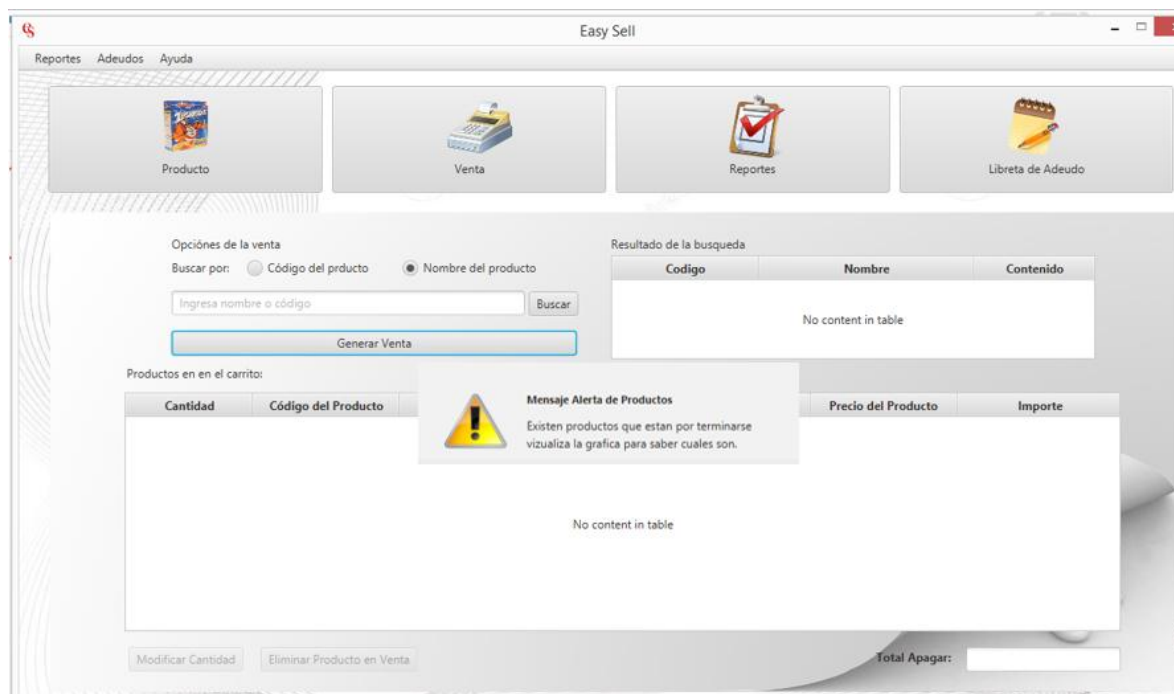 Easy Sell
Reportes Adeudos Ayuda
Producto
Venta
Reportes
Libreta de Adeudo
Opciónes de la venta
Buscar por: Código del prducto Nombre del producto
Ingresa nombre o código Buscar
Generar Venta
Resultado de la busqueda
Codigo Nombre Contenido
No content in table
Productos en en el carrito:
Cantidad Código del Producto Precio del Producto Importe
Mensaje Alerta de Productos
Existen productos que estan por terminarse
vizualiza la grafica para saber cuales son.
No content in table
Modificar Cantidad Eliminar Producto en Venta Total Apagar: